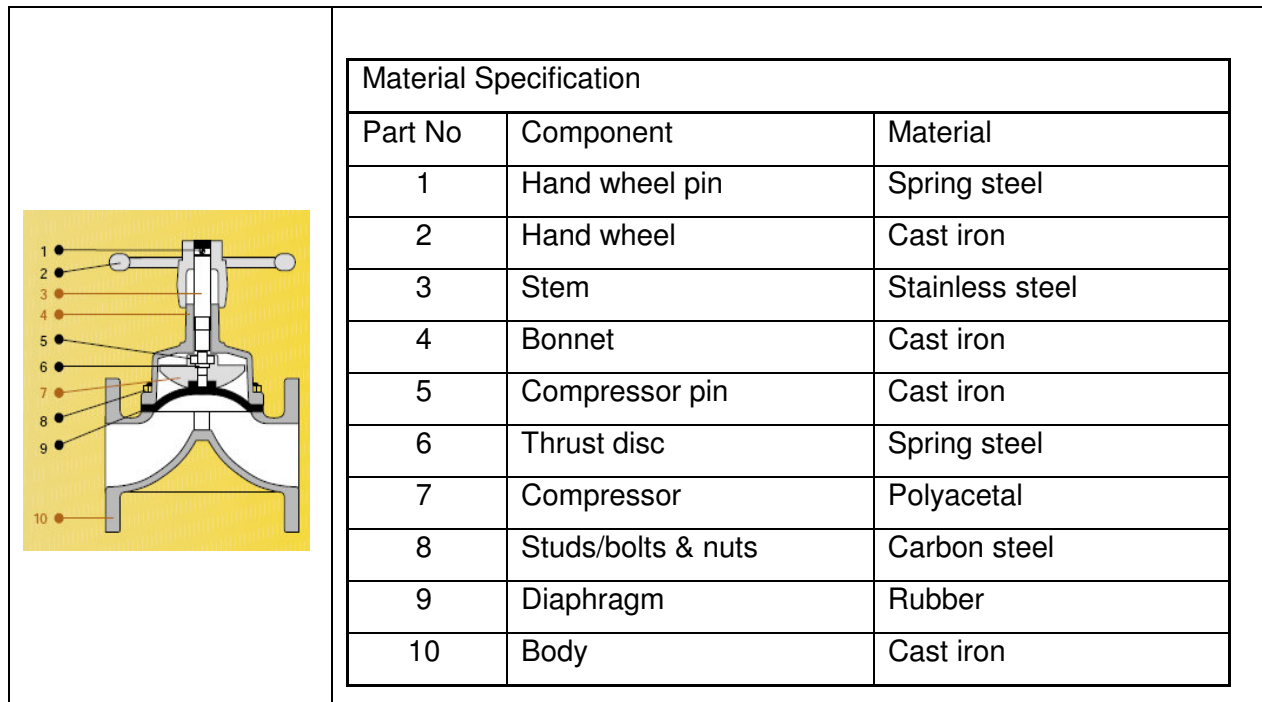 1
2
3
4
5
6
7
8
9
10
Material Specification
Part No Component Material
1 Hand wheel pin Spring steel
2 Hand wheel Cast iron
3 Stem Stainless steel
4 Bonnet Cast iron
5 Compressor pin Cast iron
6 Thrust disc Spring steel
7 Compressor Polyacetal
8 Studs/bolts & nuts Carbon steel
9 Diaphragm Rubber
10 Body Cast iron